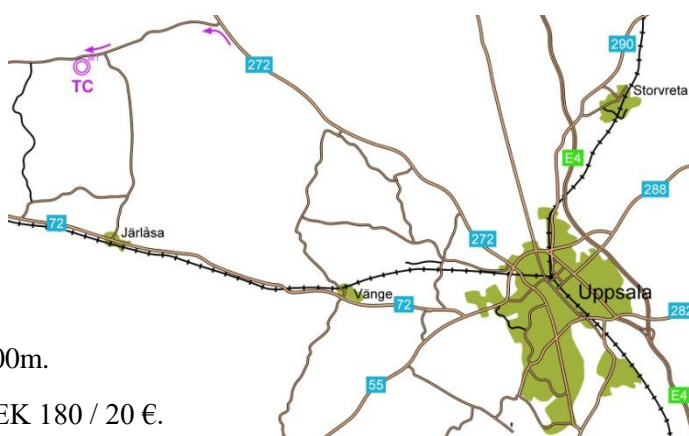 290
272
TC
Storvreta
E4
288
72
Järlåsa
272
Uppsala
Vänge
72
282
00m.
55
EK 180 / 20 €.
E4